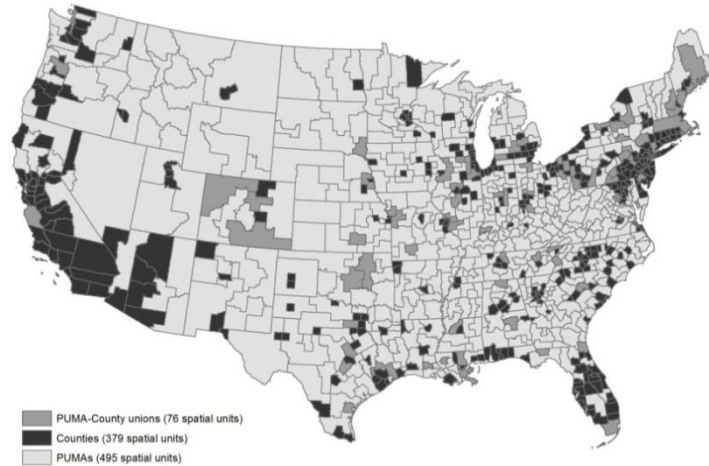 PUMA-County unions (76 spatial units)
Counties (379 spatial units)
PUMAs (495 spatial units)